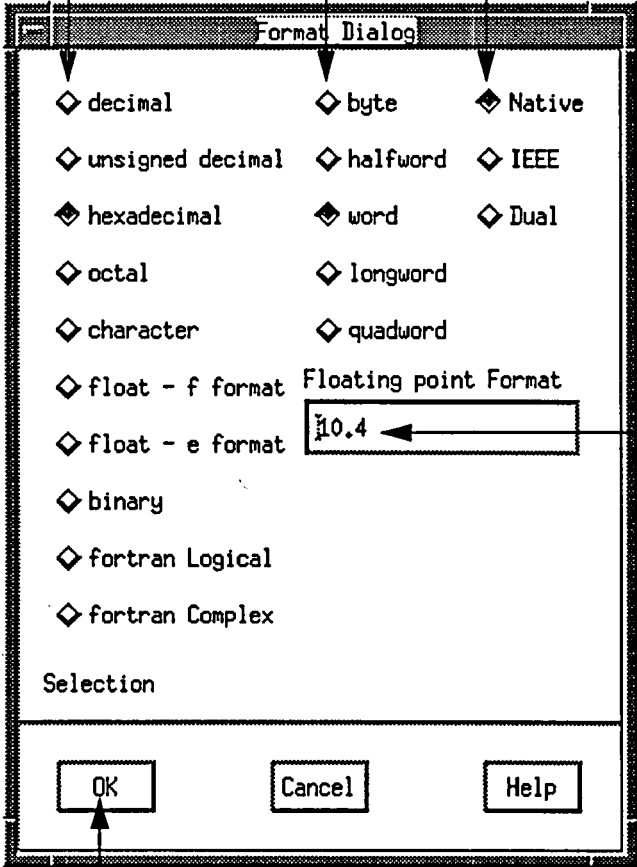 Format Dialog
decimal byte Native
unsigned decimal halfword IEEE
hexadecimal word Dual
octal longword
character quadword
float - f format Floating point Format
10.4
float - e format
binary
fortran Logical
fortran Complex
Selection
OK Cancel Help